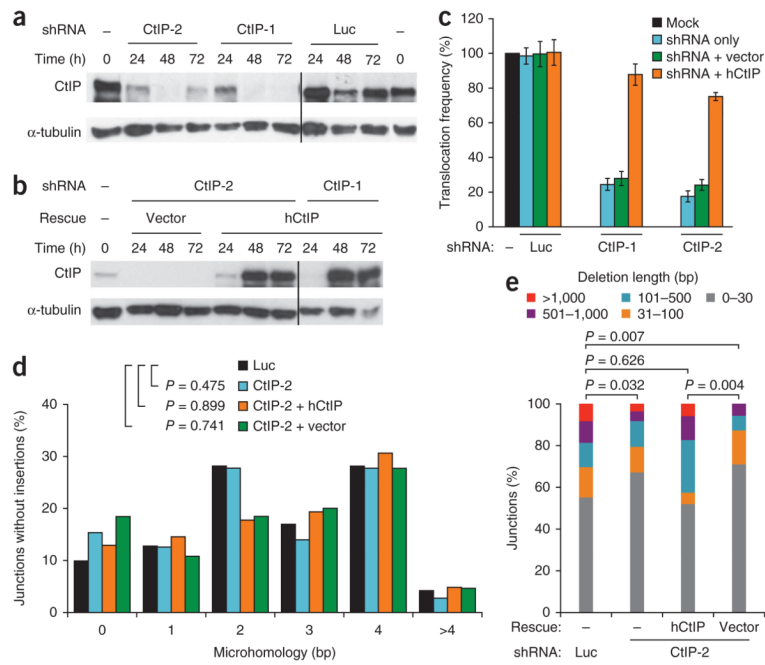 a
shRNA – CtIP-2 CtIP-1 Luc –
Time (h) 0 24 48 72 24 48 72 24 48 72 0
CtIP
α-tubulin
b
shRNA – CtIP-2 CtIP-1
Rescue – Vector hCtIP
Time (h) 0 24 48 72 24 48 72 24 48 72
CtIP
α-tubulin
c
Mock
shRNA only
shRNA + vector
shRNA + hCtIP
Translocation frequency (%)
120
100
80
60
40
20
0
shRNA: – Luc CtIP-1 CtIP-2
d
Luc
P = 0.475 CtIP-2
P = 0.899 CtIP-2 + hCtIP
P = 0.741 CtIP-2 + vector
Junctions without insertions (%)
40
30
20
10
0
0 1 2 3 4 >4
Microhomology (bp)
e
Deletion length (bp)
>1,000 101–500 0–30
501–1,000 31–100
P = 0.007
P = 0.626
P = 0.032 P = 0.004
Junctions (%)
100
80
60
40
20
0
Rescue: – – hCtIP Vector
shRNA: Luc CtIP-2